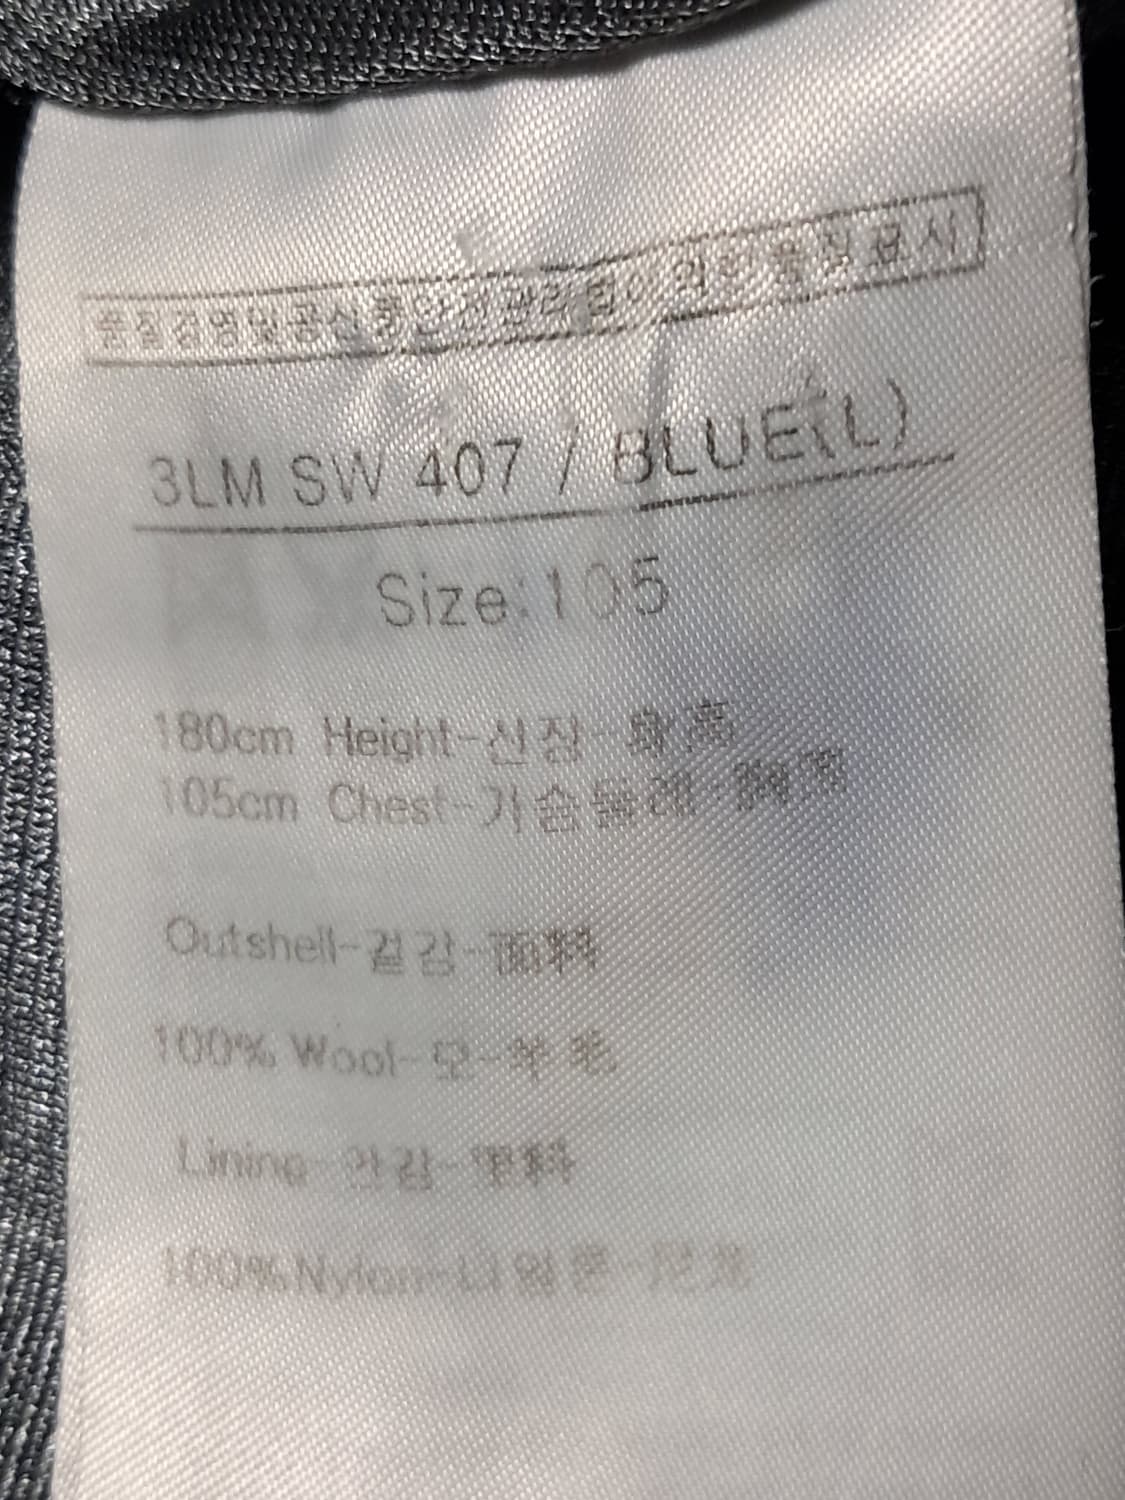 품질경영및공산품안전관리법에 의한 품질표시
3LM SW 407 / BLUE(L)
Size:105
180cm Height-신장-身高
105cm Chest-가슴둘레-胸围
Outshell-겉감-面料
100% Wool-모-羊毛
Lining-안감-里料
100%Nylon-나일론-尼龙